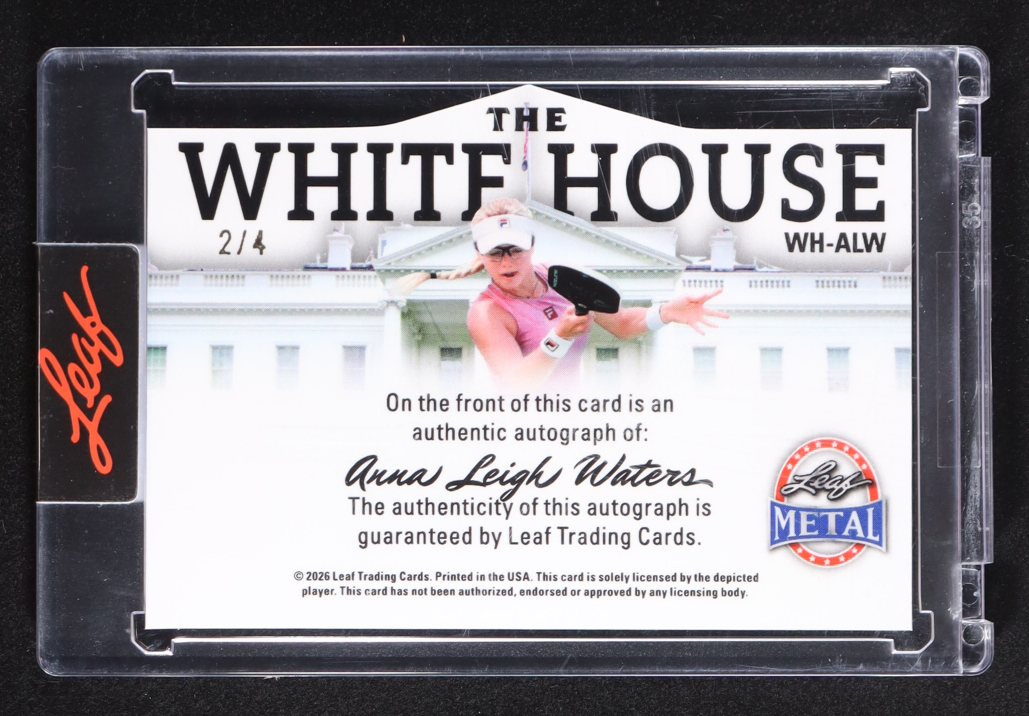 THE
WHITE HOUSE
2/4
WH-ALW
Leaf
On the front of this card is an
authentic autograph of:
Anna Leigh Waters
The authenticity of this autograph is
guaranteed by Leaf Trading Cards.
Leaf
METAL
© 2026 Leaf Trading Cards. Printed in the USA. This card is solely licensed by the depicted
player. This card has not been authorized, endorsed or approved by any licensing body.
35